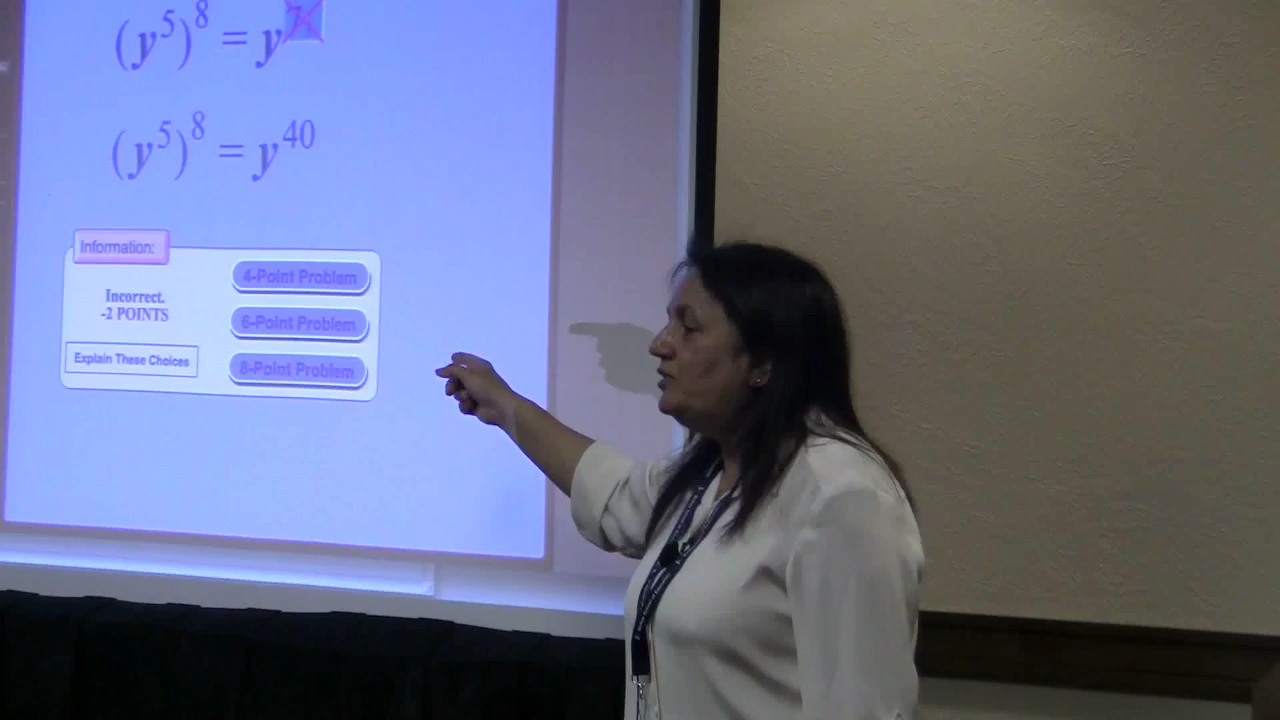 (y⁵)⁸ = y⁷
(y⁵)⁸ = y⁴⁰
Information:
Incorrect.
-2 POINTS
Explain These Choices
4-Point Problem
6-Point Problem
8-Point Problem